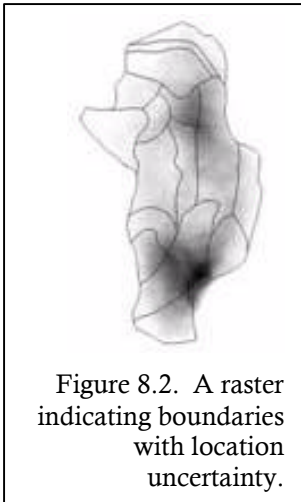 Figure 8.2.  A raster
indicating boundaries
with location
uncertainty.